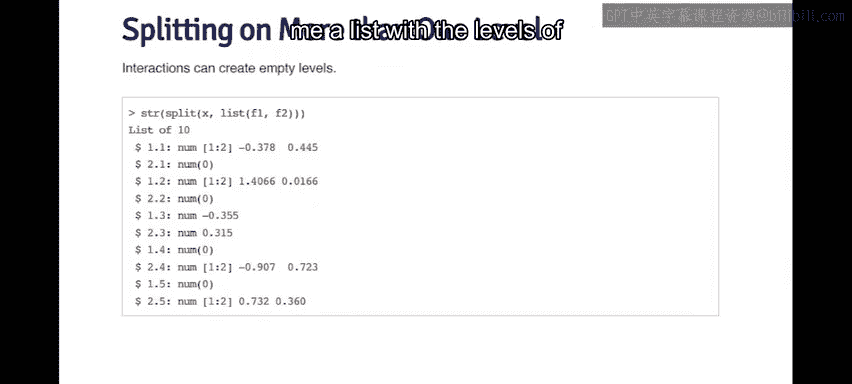 GPT中英字幕课程资源@bilibili.com
Splitting on More than One Level
me a list with the levels of
Interactions can create empty levels.
> str(split(x, list(f1, f2)))
List of 10
$ 1.1: num [1:2] -0.378 0.445
$ 2.1: num(0)
$ 1.2: num [1:2] 1.4066 0.0166
$ 2.2: num(0)
$ 1.3: num -0.355
$ 2.3: num 0.315
$ 1.4: num(0)
$ 2.4: num [1:2] -0.907 0.723
$ 1.5: num(0)
$ 2.5: num [1:2] 0.732 0.360